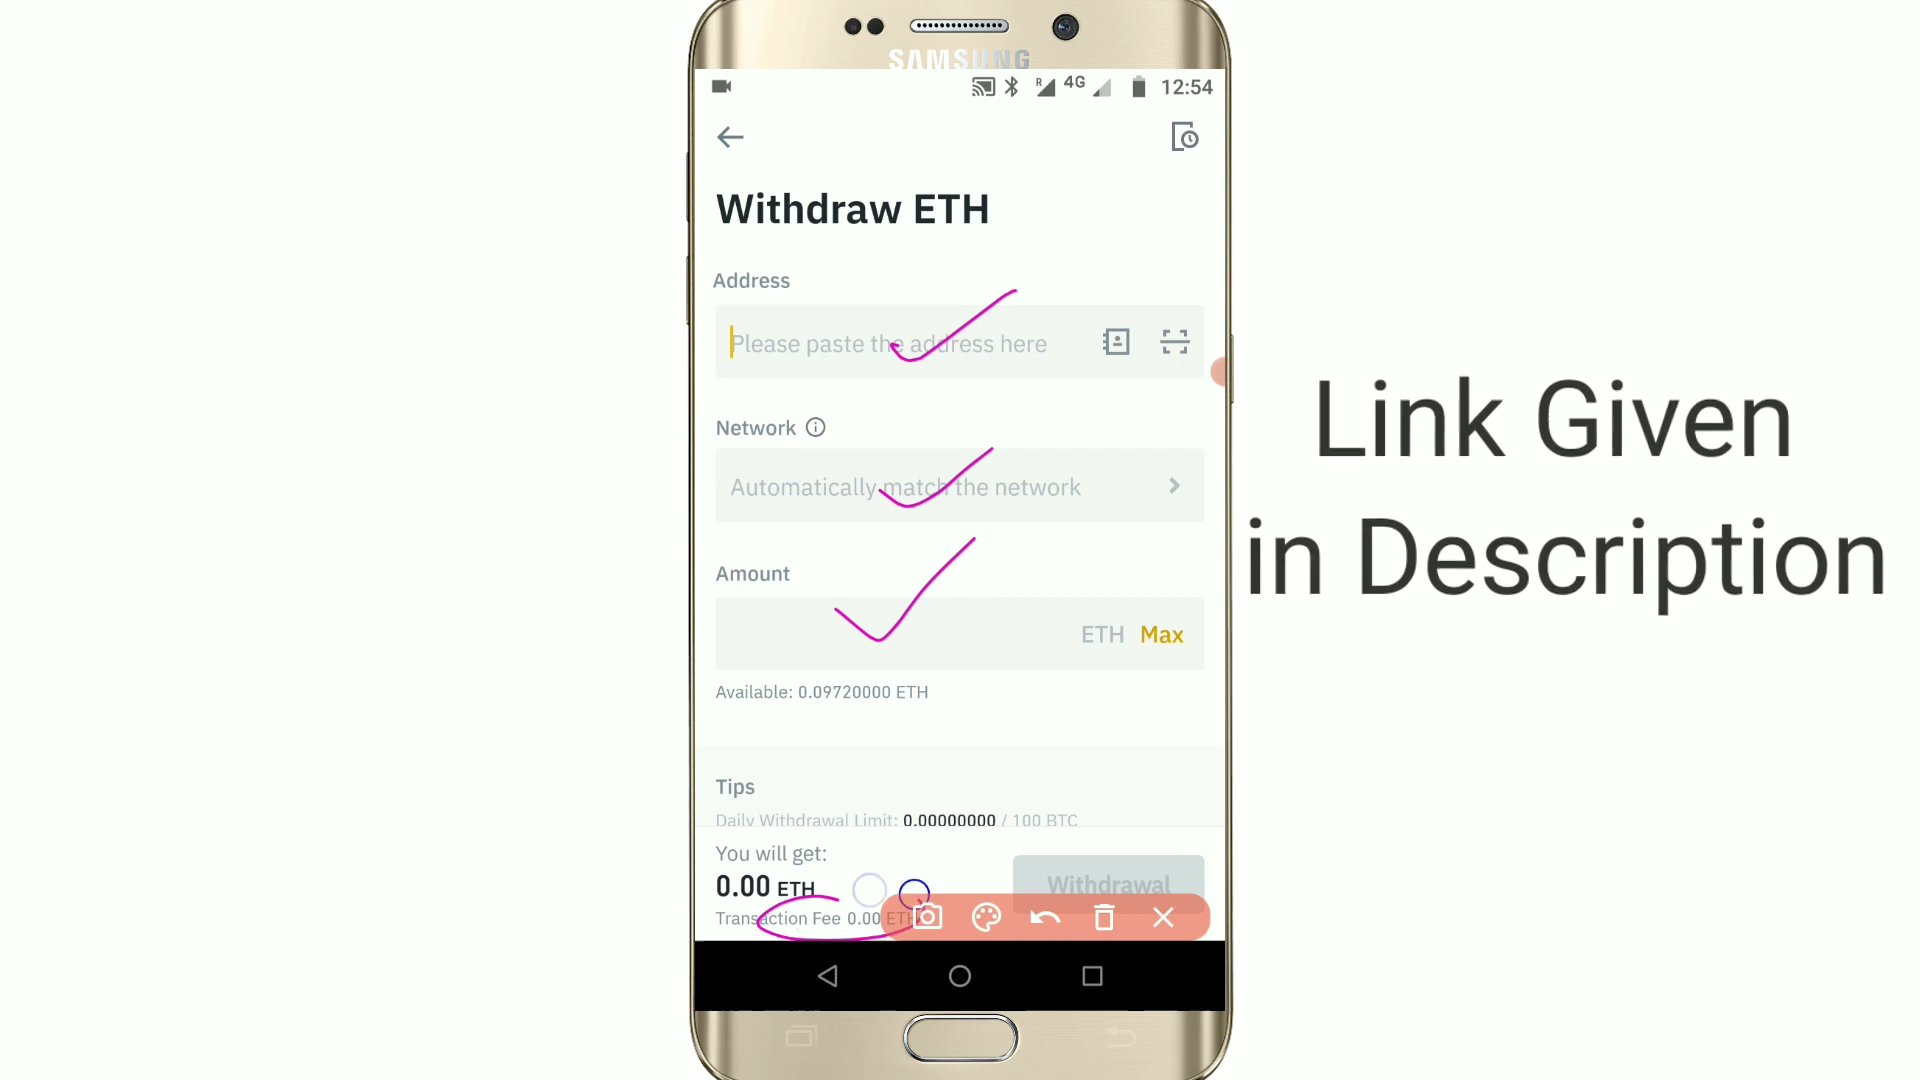 SAMSUNG
R 4G 12:54
Withdraw ETH
Address
Please paste the address here
Network
Automatically match the network
Amount
ETH Max
Available: 0.09720000 ETH
Tips
Daily Withdrawal Limit: 0.00000000 / 100 BTC
You will get:
0.00 ETH
Withdrawal
Transaction Fee 0.00 ETH
Link Given
in Description